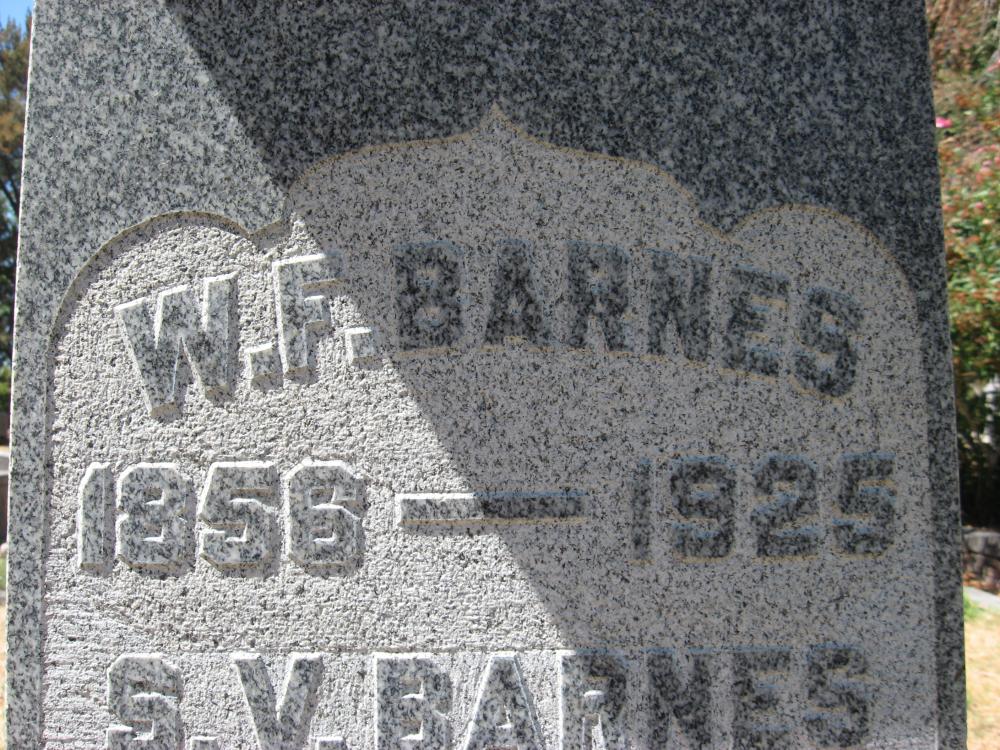 W.F. BARNES
1856 — 1925
S.V. BARNES